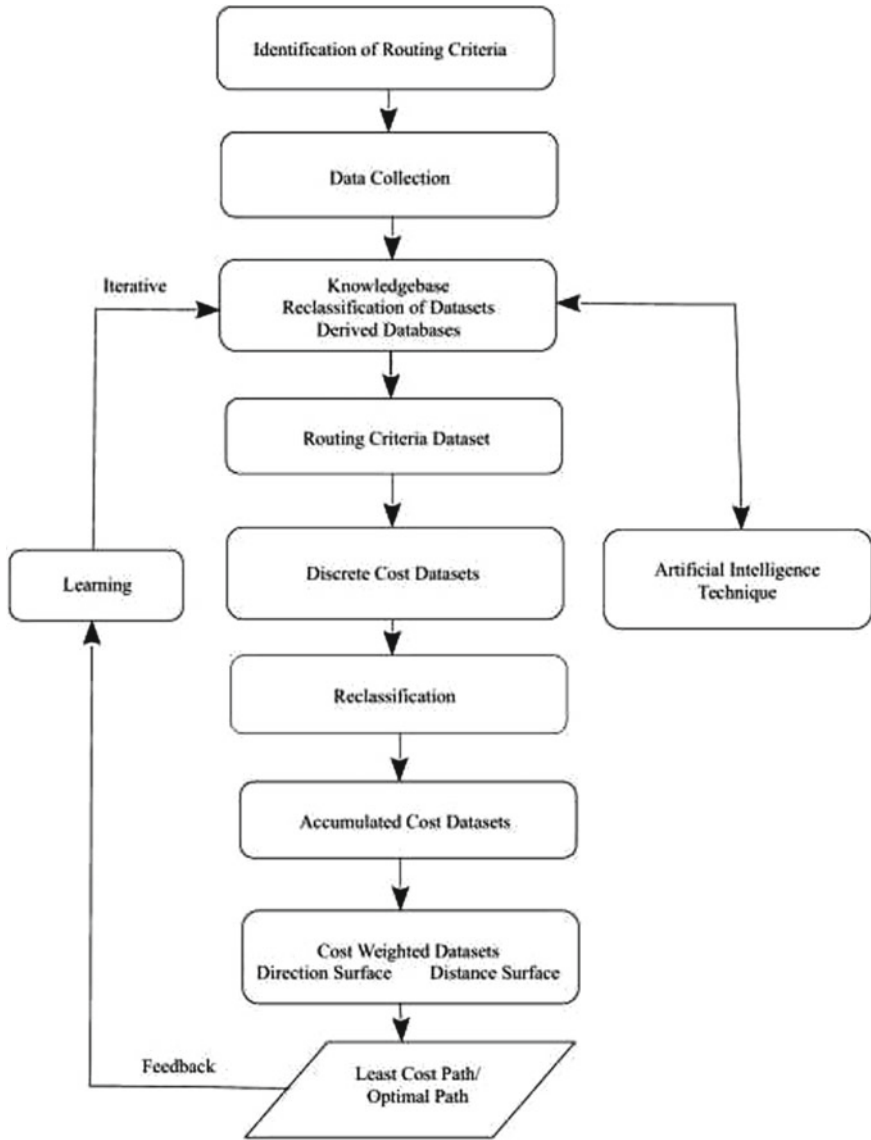 Identification of Routing Criteria
Data Collection
Iterative
Knowledgebase
Reclassification of Datasets
Derived Databases
Routing Criteria Dataset
Learning
Discrete Cost Datasets
Artificial Intelligence
Technique
Reclassification
Accumulated Cost Datasets
Cost Weighted Datasets
Direction Surface Distance Surface
Feedback
Least Cost Path/
Optimal Path